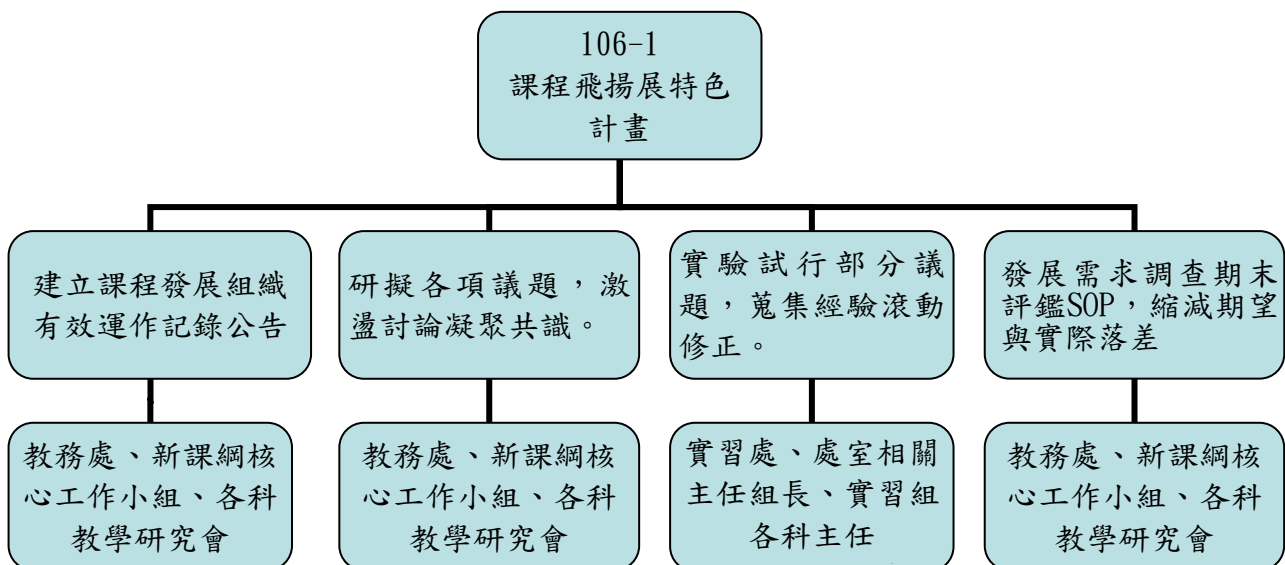 106-1
課程飛揚展特色
計畫
建立課程發展組織
有效運作記錄公告
研擬各項議題，激
盪討論凝聚共識。
實驗試行部分議
題，蒐集經驗滾動
修正。
發展需求調查期末
評鑑SOP，縮減期望
與實際落差
教務處、新課綱核
心工作小組、各科
教學研究會
教務處、新課綱核
心工作小組、各科
教學研究會
實習處、處室相關
主任組長、實習組
各科主任
教務處、新課綱核
心工作小組、各科
教學研究會